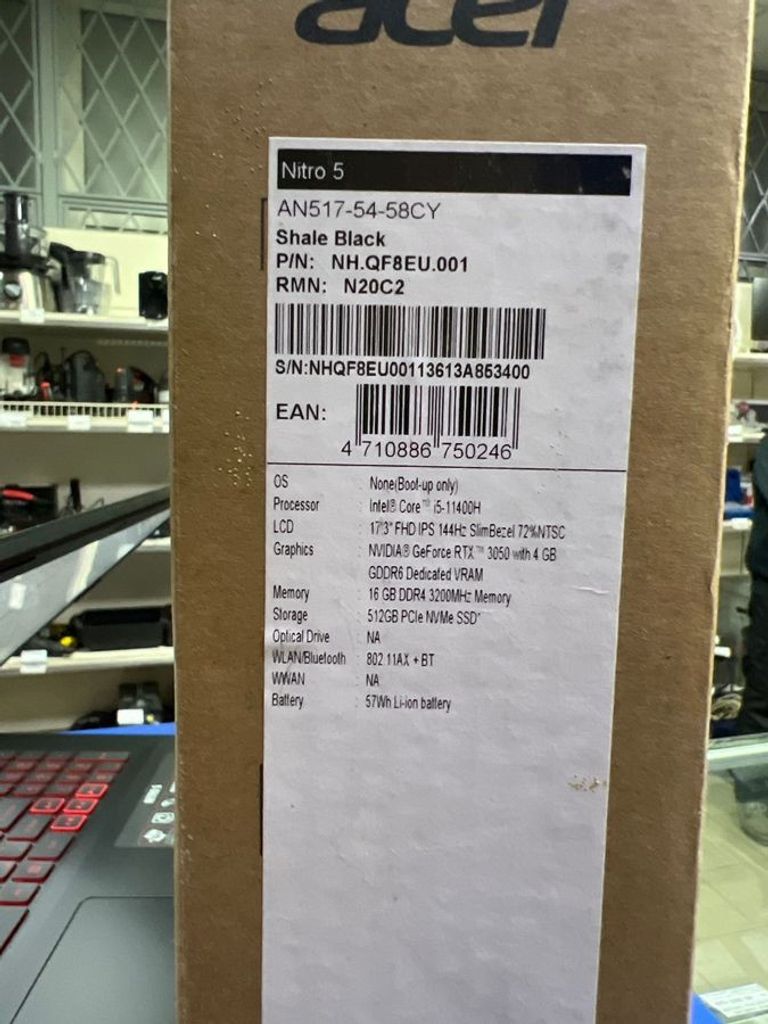 acer
Nitro 5
AN517-54-58CY
Shale Black
P/N: NH.QF8EU.001
RMN: N20C2
S/N:NHQF8EU00113613A853400
EAN:
4 710886 750246
OS : None(Boot-up only)
Processor : Intel® Core™ i5-11400H
LCD : 17.3" FHD IPS 144Hz SlimBezel 72%NTSC
Graphics : NVIDIA® GeForce RTX™ 3050 with 4 GB
GDDR6 Dedicated VRAM
Memory : 16 GB DDR4 3200MHz Memory
Storage : 512GB PCIe NVMe SSD*
Optical Drive : NA
WLAN/Bluetooth : 802.11AX + BT
WWAN : NA
Battery : 57Wh Li-ion battery